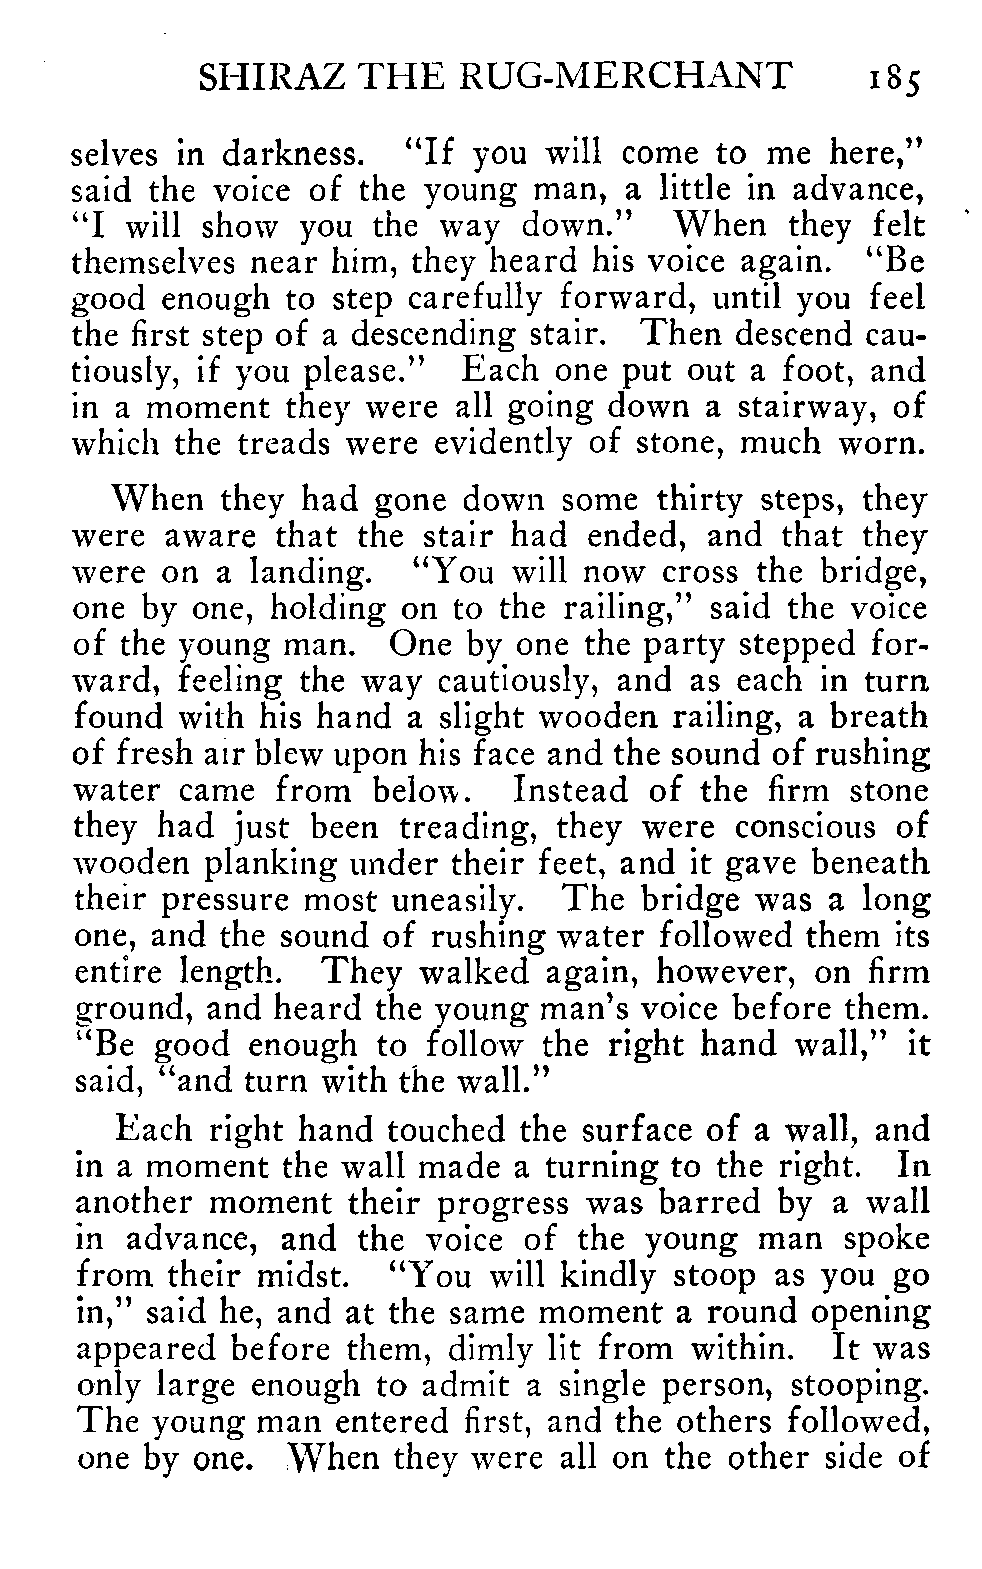 SHIRAZ THE RUG-MERCHANT 185
selves in darkness. "If you will come to me here,"
said the voice of the young man, a little in advance,
"I will show you the way down." When they felt
themselves near him, they heard his voice again. "Be
good enough to step carefully forward, until you feel
the first step of a descending stair. Then descend cau-
tiously, if you please." Each one put out a foot, and
in a moment they were all going down a stairway, of
which the treads were evidently of stone, much worn.
When they had gone down some thirty steps, they
were aware that the stair had ended, and that they
were on a landing. "You will now cross the bridge,
one by one, holding on to the railing," said the voice
of the young man. One by one the party stepped for-
ward, feeling the way cautiously, and as each in turn
found with his hand a slight wooden railing, a breath
of fresh air blew upon his face and the sound of rushing
water came from below. Instead of the firm stone
they had just been treading, they were conscious of
wooden planking under their feet, and it gave beneath
their pressure most uneasily. The bridge was a long
one, and the sound of rushing water followed them its
entire length. They walked again, however, on firm
ground, and heard the young man's voice before them.
"Be good enough to follow the right hand wall," it
said, "and turn with the wall."
Each right hand touched the surface of a wall, and
in a moment the wall made a turning to the right. In
another moment their progress was barred by a wall
in advance, and the voice of the young man spoke
from their midst. "You will kindly stoop as you go
in," said he, and at the same moment a round opening
appeared before them, dimly lit from within. It was
only large enough to admit a single person, stooping.
The young man entered first, and the others followed,
one by one. When they were all on the other side of